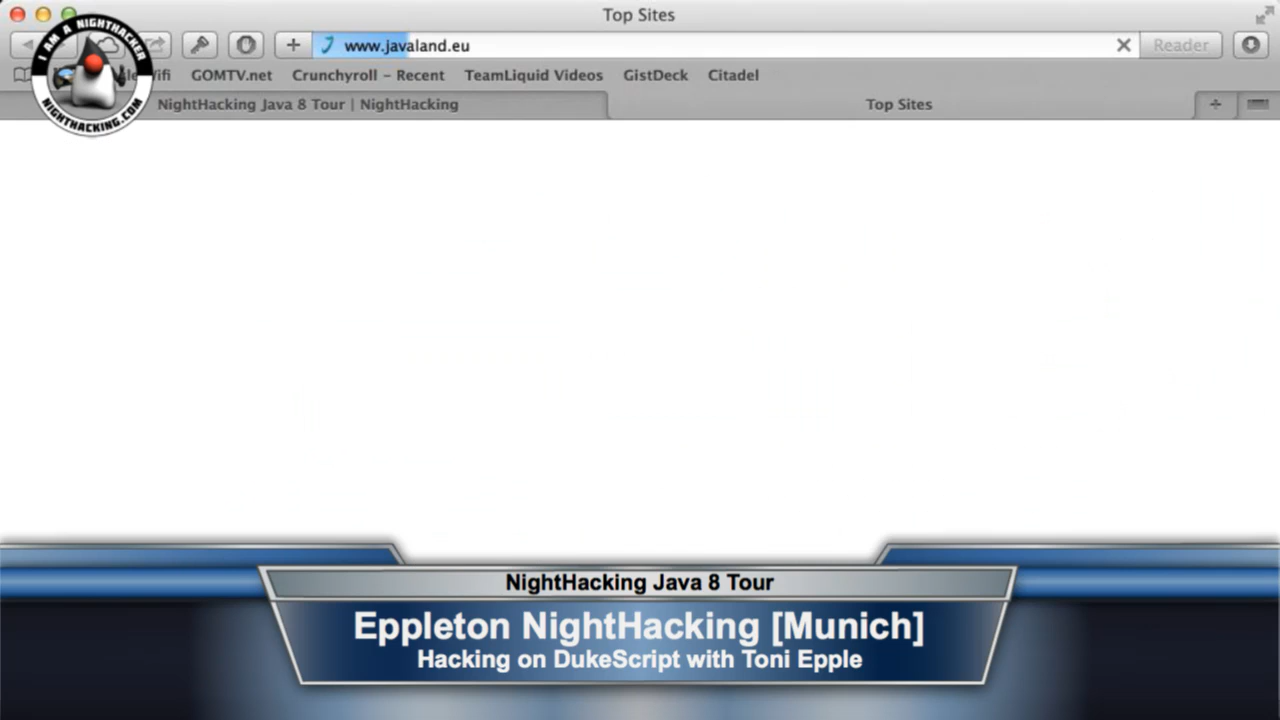 Top Sites
www.javaland.eu
Reader
ifi
GOMTV.net
Crunchyroll – Recent
TeamLiquid Videos
GistDeck
Citadel
I AM A NIGHTHACKER
NIGHTHACKING.COM
NightHacking Java 8 Tour | NightHacking
Top Sites
NightHacking Java 8 Tour
Eppleton NightHacking [Munich]
Hacking on DukeScript with Toni Epple